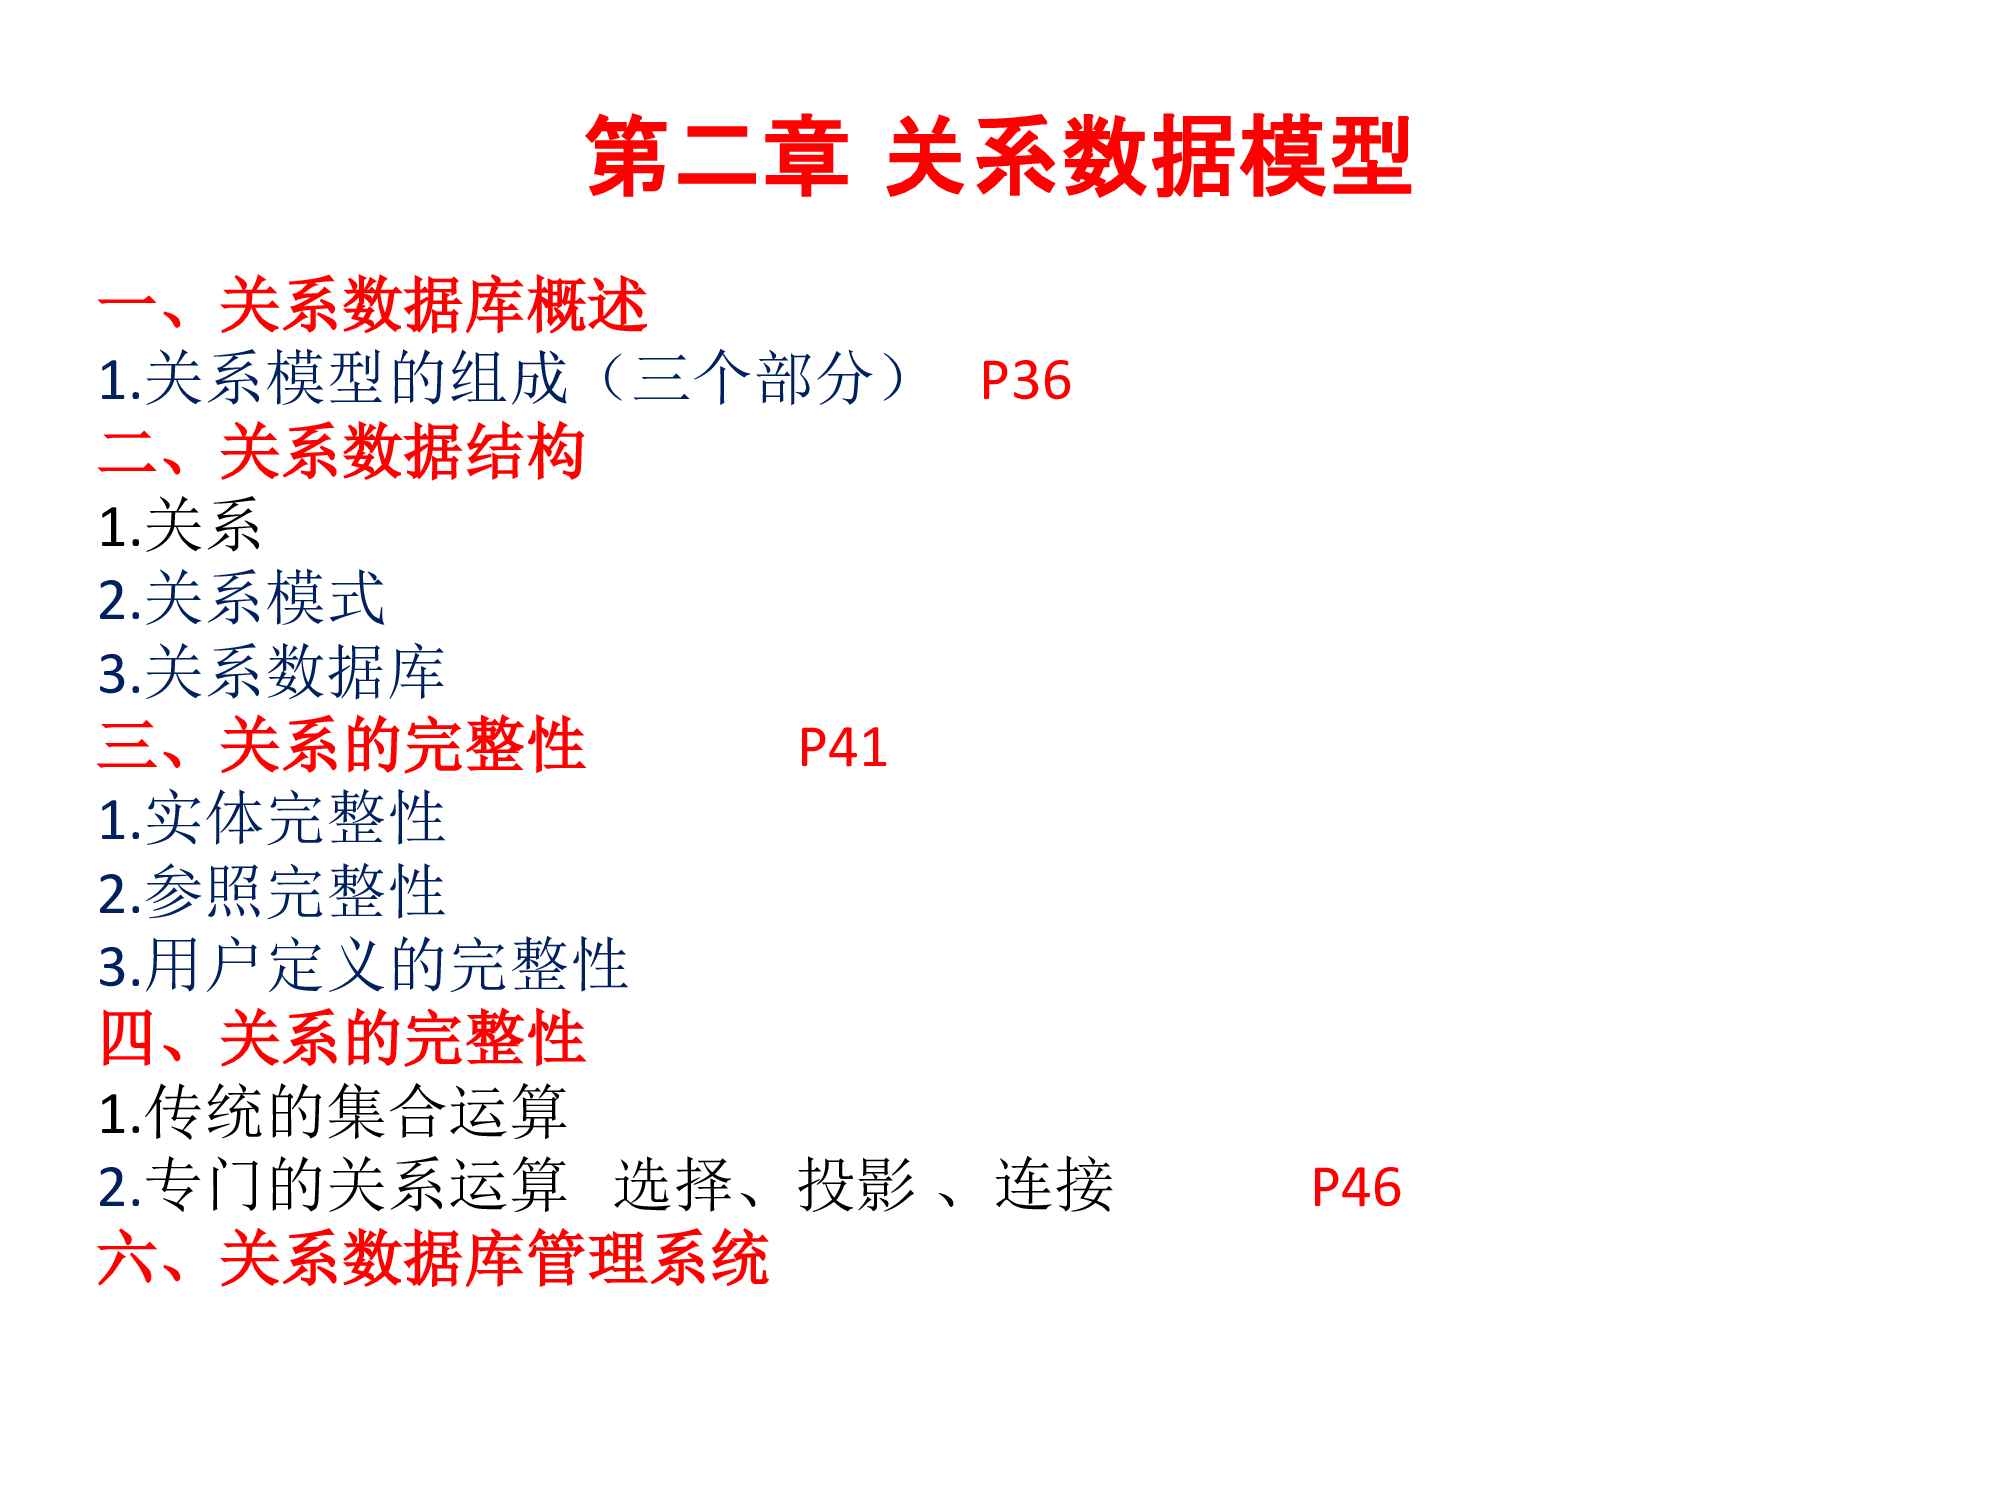 第二章 关系数据模型
一、关系数据库概述
1.关系模型的组成（三个部分） P36
二、关系数据结构
1.关系
2.关系模式
3.关系数据库
三、关系的完整性 P41
1.实体完整性
2.参照完整性
3.用户定义的完整性
四、关系的完整性
1.传统的集合运算
2.专门的关系运算 选择、投影 、连接 P46
六、关系数据库管理系统